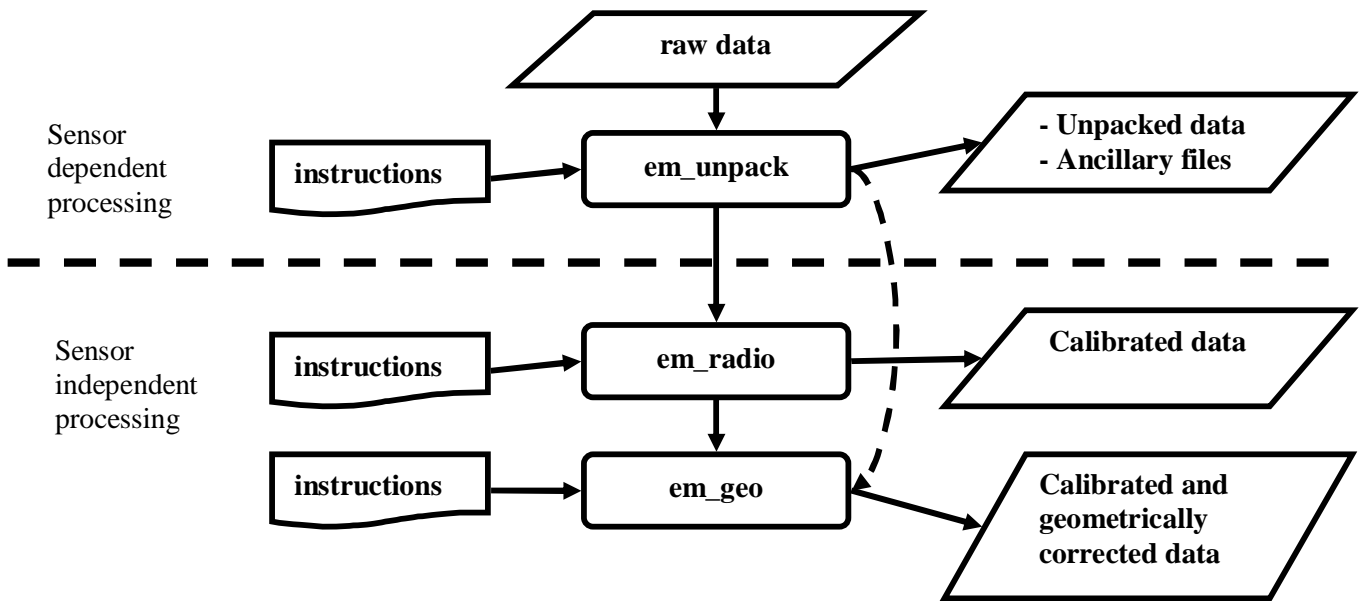 raw data
Sensor
dependent
processing
instructions
em_unpack
- Unpacked data
- Ancillary files
Sensor
independent
processing
instructions
em_radio
Calibrated data
instructions
em_geo
Calibrated and
geometrically
corrected data